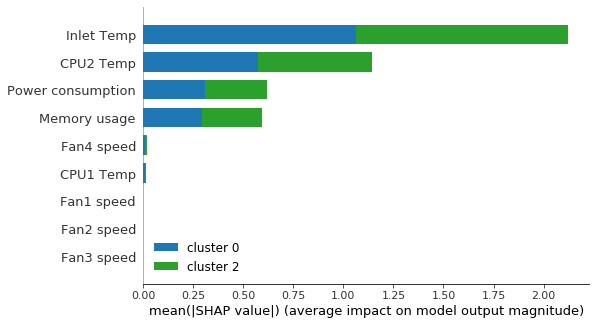 Inlet Temp
CPU2 Temp
Power consumption
Memory usage
Fan4 speed
CPU1 Temp
Fan1 speed
Fan2 speed
Fan3 speed
cluster 0
cluster 2
0.00 0.25 0.50 0.75 1.00 1.25 1.50 1.75 2.00
mean(|SHAP value|) (average impact on model output magnitude)